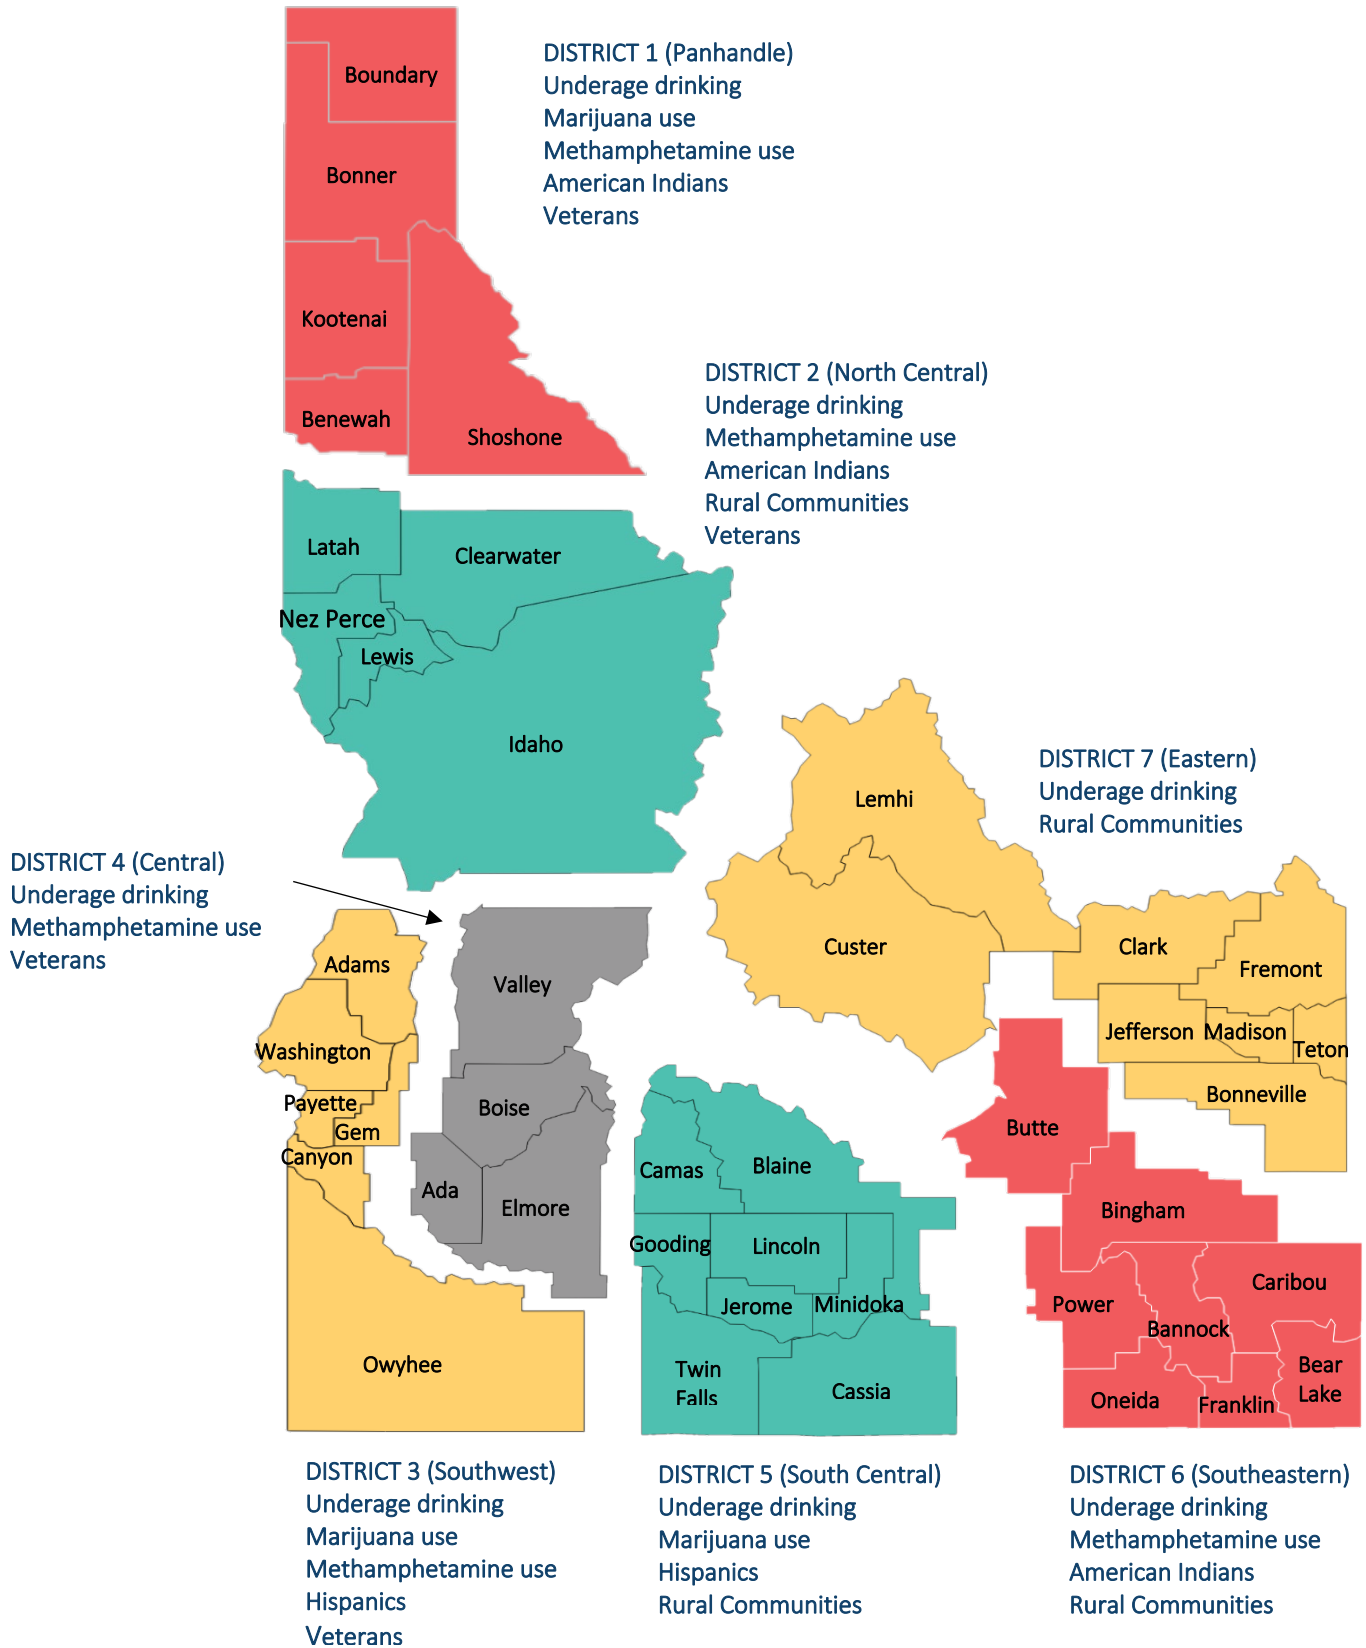 Boundary
Bonner
Kootenai
Benewah
Shoshone
DISTRICT 1 (Panhandle)
Underage drinking
Marijuana use
Methamphetamine use
American Indians
Veterans
DISTRICT 2 (North Central)
Underage drinking
Methamphetamine use
American Indians
Rural Communities
Veterans
Latah
Clearwater
Nez Perce
Lewis
Idaho
Lemhi
Custer
Clark
Fremont
Jefferson
Madison
Teton
Bonneville
DISTRICT 7 (Eastern)
Underage drinking
Rural Communities
DISTRICT 4 (Central)
Underage drinking
Methamphetamine use
Veterans
Adams
Washington
Payette
Gem
Canyon
Owyhee
Valley
Boise
Ada
Elmore
Camas
Blaine
Gooding
Lincoln
Jerome
Minidoka
Twin
Falls
Cassia
Butte
Bingham
Power
Bannock
Caribou
Oneida
Franklin
Bear
Lake
DISTRICT 3 (Southwest)
Underage drinking
Marijuana use
Methamphetamine use
Hispanics
Veterans
DISTRICT 5 (South Central)
Underage drinking
Marijuana use
Hispanics
Rural Communities
DISTRICT 6 (Southeastern)
Underage drinking
Methamphetamine use
American Indians
Rural Communities